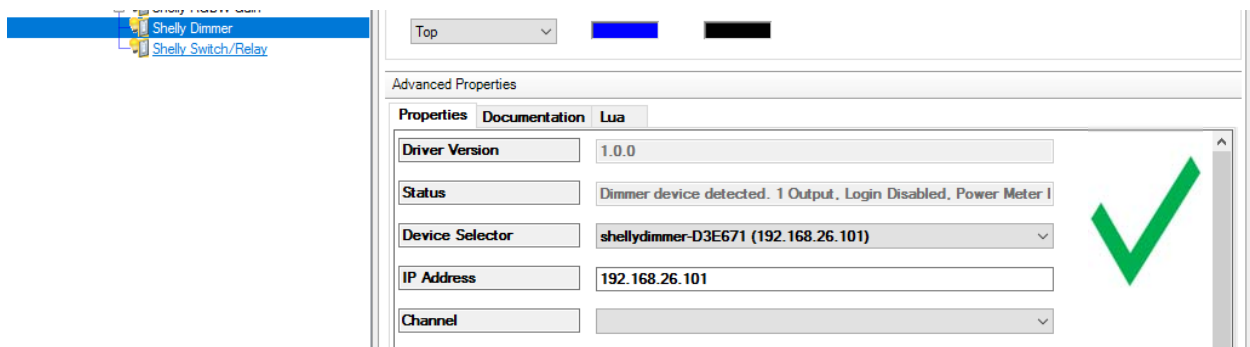 Shelly Dimmer
Shelly Switch/Relay
Top
Advanced Properties
Properties Documentation Lua
Driver Version 1.0.0
Status Dimmer device detected. 1 Output, Login Disabled, Power Meter
Device Selector shellydimmer-D3E671 (192.168.26.101)
IP Address 192.168.26.101
Channel